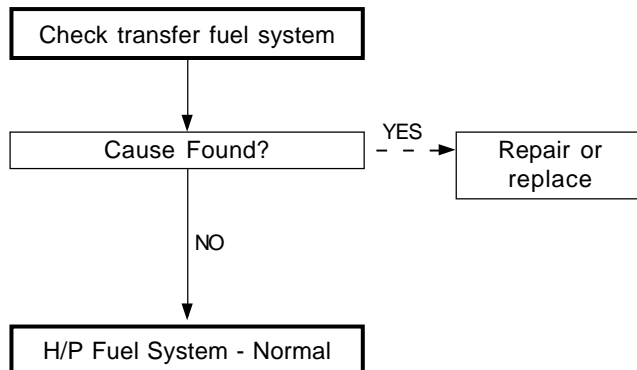 Check transfer fuel system
Cause Found?
YES
Repair or
replace
NO
H/P Fuel System - Normal